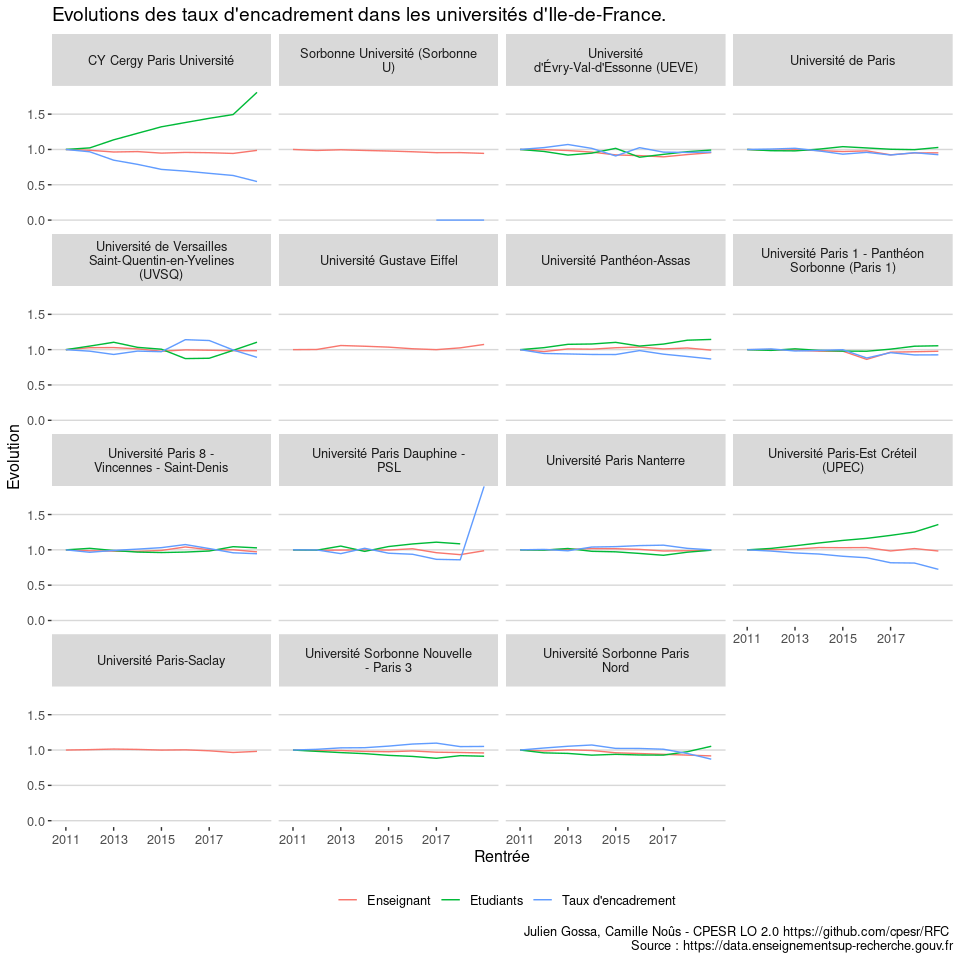 Evolutions des taux d'encadrement dans les universités d'Ile-de-France.
CY Cergy Paris Université
Sorbonne Université (Sorbonne
U)
Université
d'Évry-Val-d'Essonne (UEVE)
Université de Paris
1.5
1.0
0.5
0.0
Université de Versailles
Saint-Quentin-en-Yvelines
(UVSQ)
Université Gustave Eiffel
Université Panthéon-Assas
Université Paris 1 - Panthéon
Sorbonne (Paris 1)
1.5
1.0
0.5
0.0
Evolution
Université Paris 8 -
Vincennes - Saint-Denis
Université Paris Dauphine -
PSL
Université Paris Nanterre
Université Paris-Est Créteil
(UPEC)
1.5
1.0
0.5
0.0
2011 2013 2015 2017
Université Paris-Saclay
Université Sorbonne Nouvelle
- Paris 3
Université Sorbonne Paris
Nord
1.5
1.0
0.5
0.0
2011 2013 2015 2017
2011 2013 2015 2017
2011 2013 2015 2017
Rentrée
Enseignant Etudiants Taux d'encadrement
Julien Gossa, Camille Noûs - CPESR LO 2.0 https://github.com/cpesr/RFC
Source : https://data.enseignementsup-recherche.gouv.fr